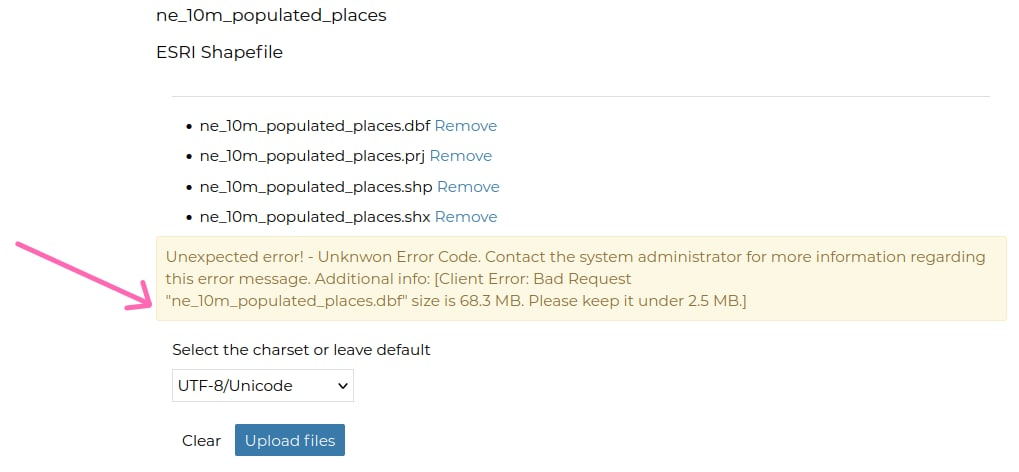 ne_10m_populated_places
ESRI Shapefile
• ne_10m_populated_places.dbf Remove
• ne_10m_populated_places.prj Remove
• ne_10m_populated_places.shp Remove
• ne_10m_populated_places.shx Remove
Unexpected error! - Unknwon Error Code. Contact the system administrator for more information regarding
this error message. Additional info: [Client Error: Bad Request
"ne_10m_populated_places.dbf" size is 68.3 MB. Please keep it under 2.5 MB.]
Select the charset or leave default
UTF-8/Unicode
Clear Upload files